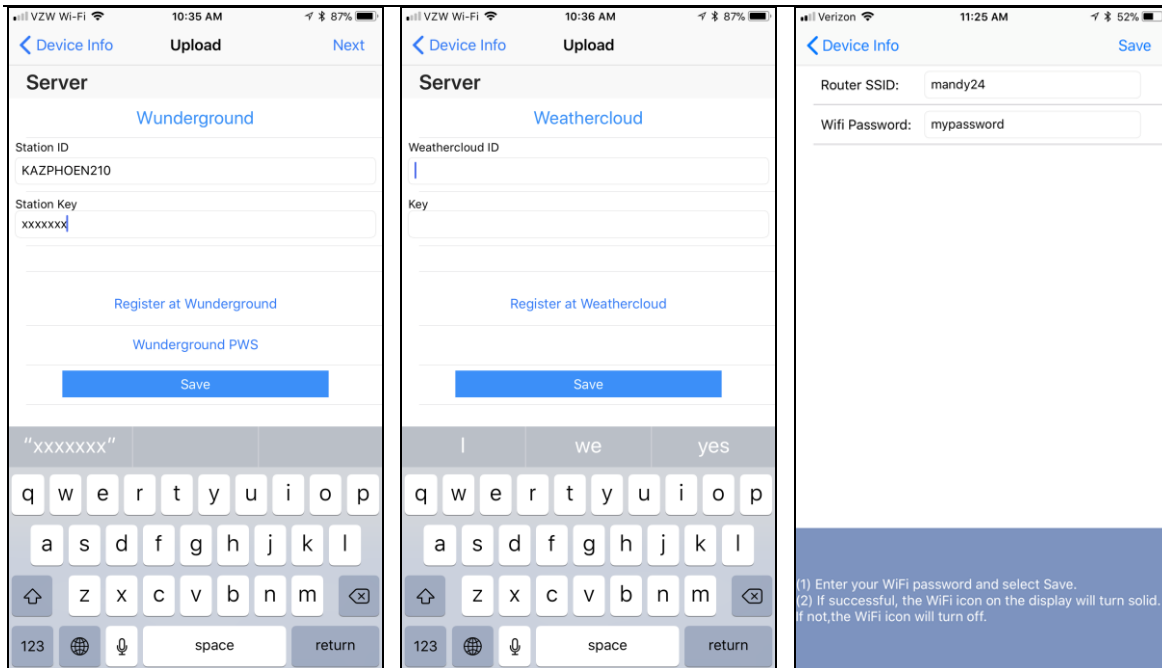 VZW Wi-Fi 10:35 AM 87%
Device Info Upload Next
Server
Wunderground
Station ID
KAZPHOEN210
Station Key
xxxxxxx
Register at Wunderground
Wunderground PWS
Save
"xxxxxxx"
q w e r t y u i o p
a s d f g h j k l
z x c v b n m
123 space return
VZW Wi-Fi 10:36 AM 87%
Device Info Upload
Server
Weathercloud
Weathercloud ID
Key
Register at Weathercloud
Save
I we yes
q w e r t y u i o p
a s d f g h j k l
z x c v b n m
123 space return
Verizon 11:25 AM 52%
Device Info Save
Router SSID: mandy24
Wifi Password: mypassword
(1) Enter your WiFi password and select Save.
(2) If successful, the WiFi icon on the display will turn solid.
If not,the WiFi icon will turn off.